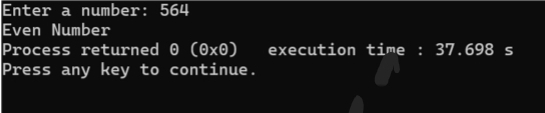 Enter a number: 564
Even Number
Process returned 0 (0x0)   execution time : 37.698 s
Press any key to continue.